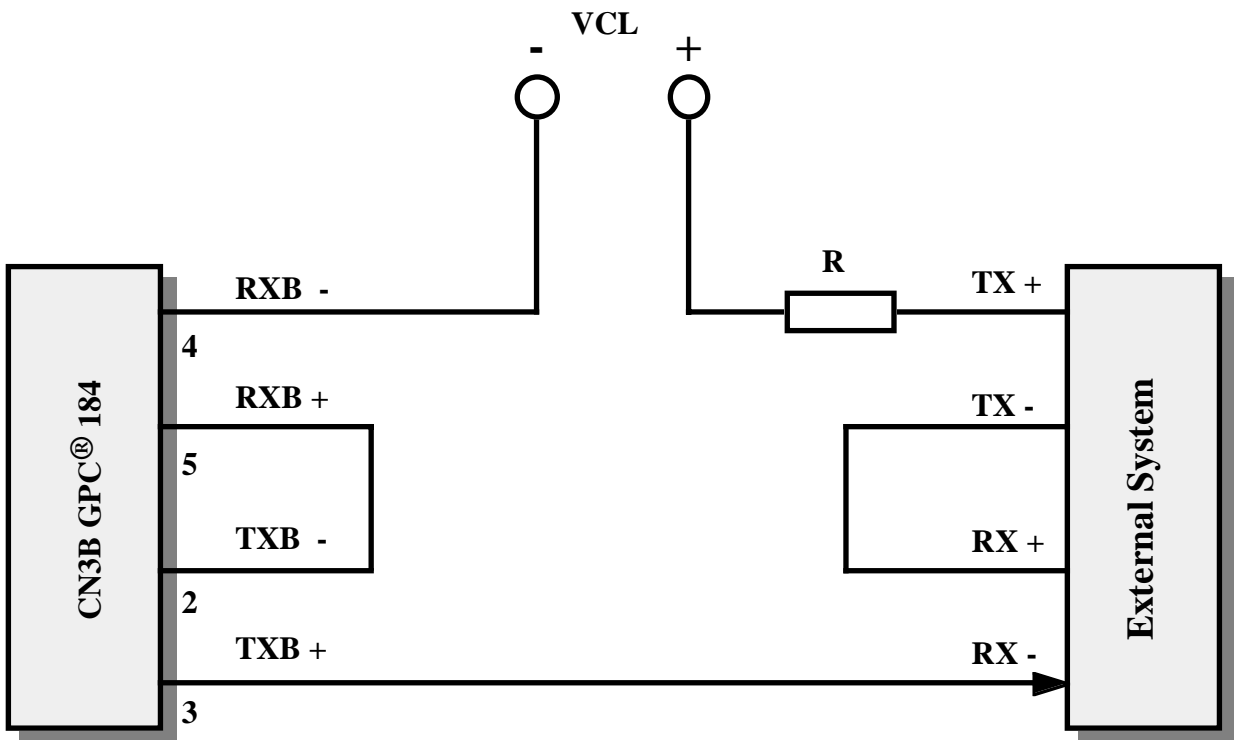 VCL
- +
R
RXB -
TX +
4
RXB +
TX -
5
TXB -
RX +
2
TXB +
RX -
3
CN3B GPC® 184
External System